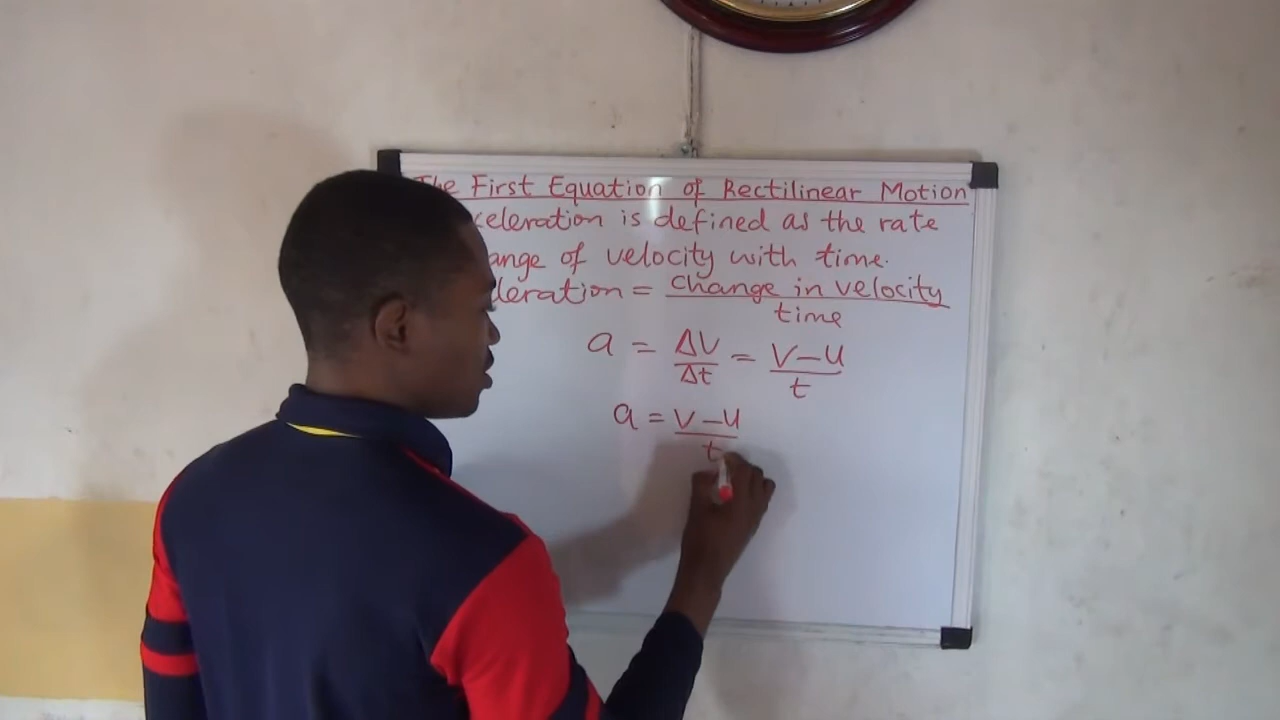 The First Equation of Rectilinear Motion
celeration is defined as the rate
ange of velocity with time.
leration = change in velocity / time
a = ΔV/Δt = V-U/t
a = V-U/t